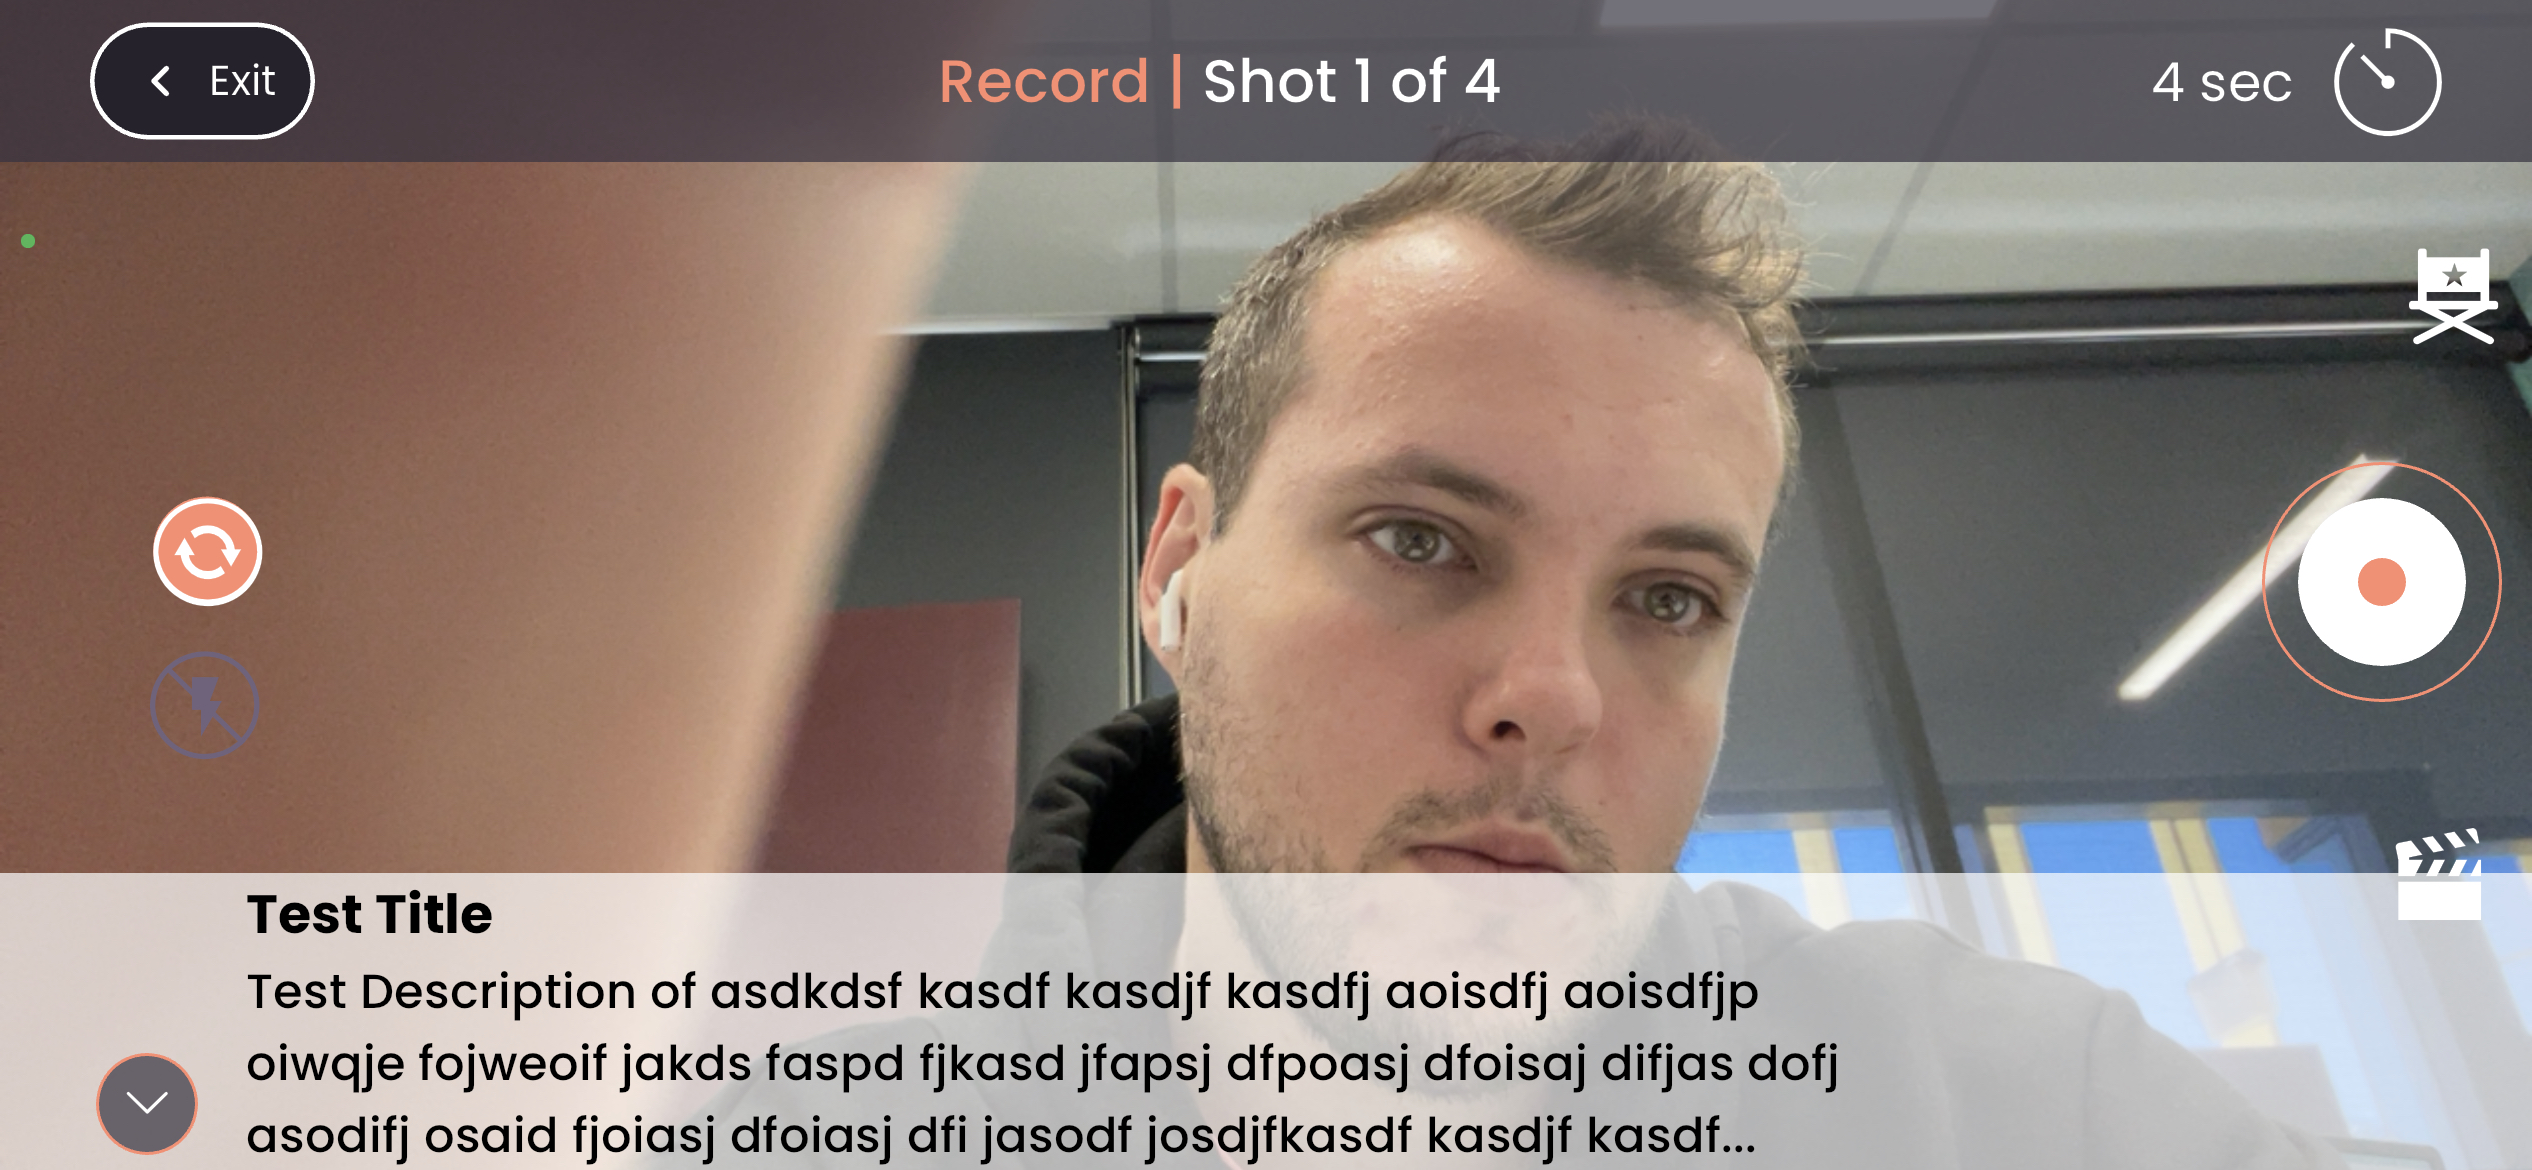 Exit
Record | Shot 1 of 4
4 sec
Test Title
Test Description of asdkdsf kasdf kasdjf kasdfj aoisdfj aoisdfjp
oiwqje fojweoif jakds faspd fjkasd jfapsj dfpoasj dfoisaj difjas dofj
asodifj osaid fjoiasj dfoiasj dfi jasodf josdjfkasdf kasdjf kasdf...